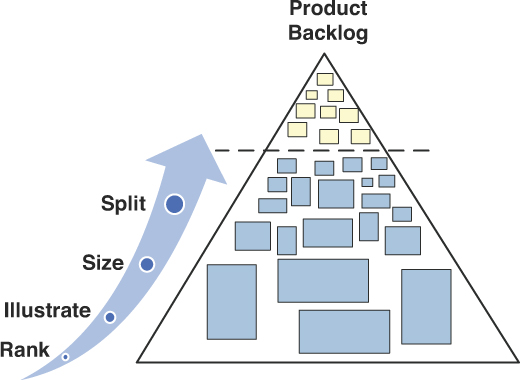 Product
Backlog
Split
Size
Illustrate
Rank